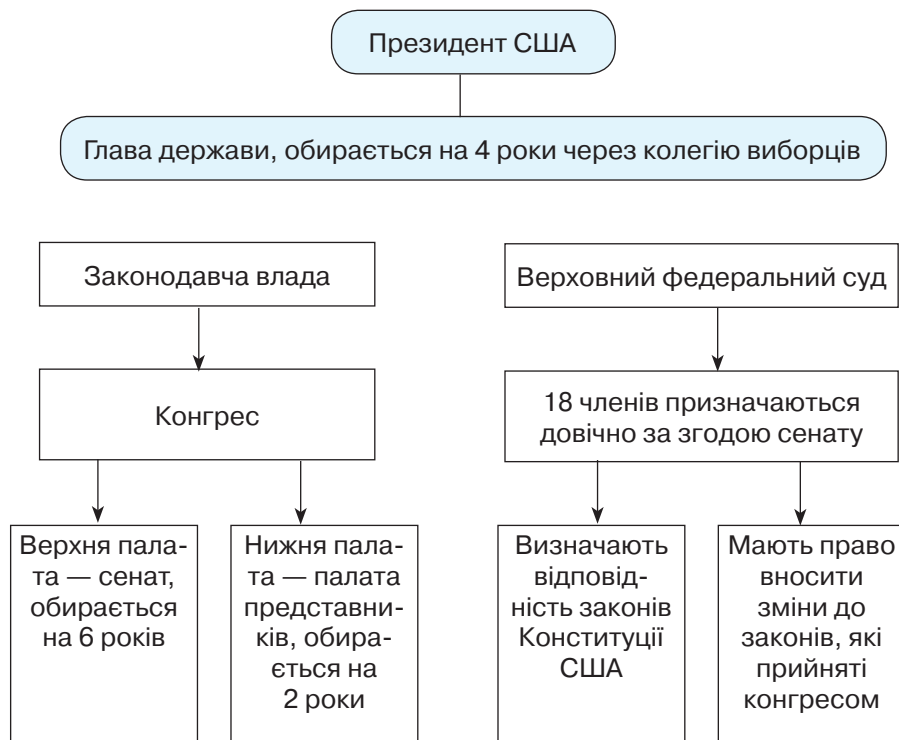 Президент США
Глава держави, обирається на 4 роки через колегію виборців
Законодавча влада
Конгрес
Верхня пала-
та — сенат,
обирається
на 6 років
Нижня пала-
та — палата
представни-
ків, обира-
ється на
2 роки
Верховний федеральний суд
18 членів призначаються
довічно за згодою сенату
Визначають
відповід-
ність законів
Конституції
США
Мають право
вносити
зміни до
законів, які
прийняті
конгресом